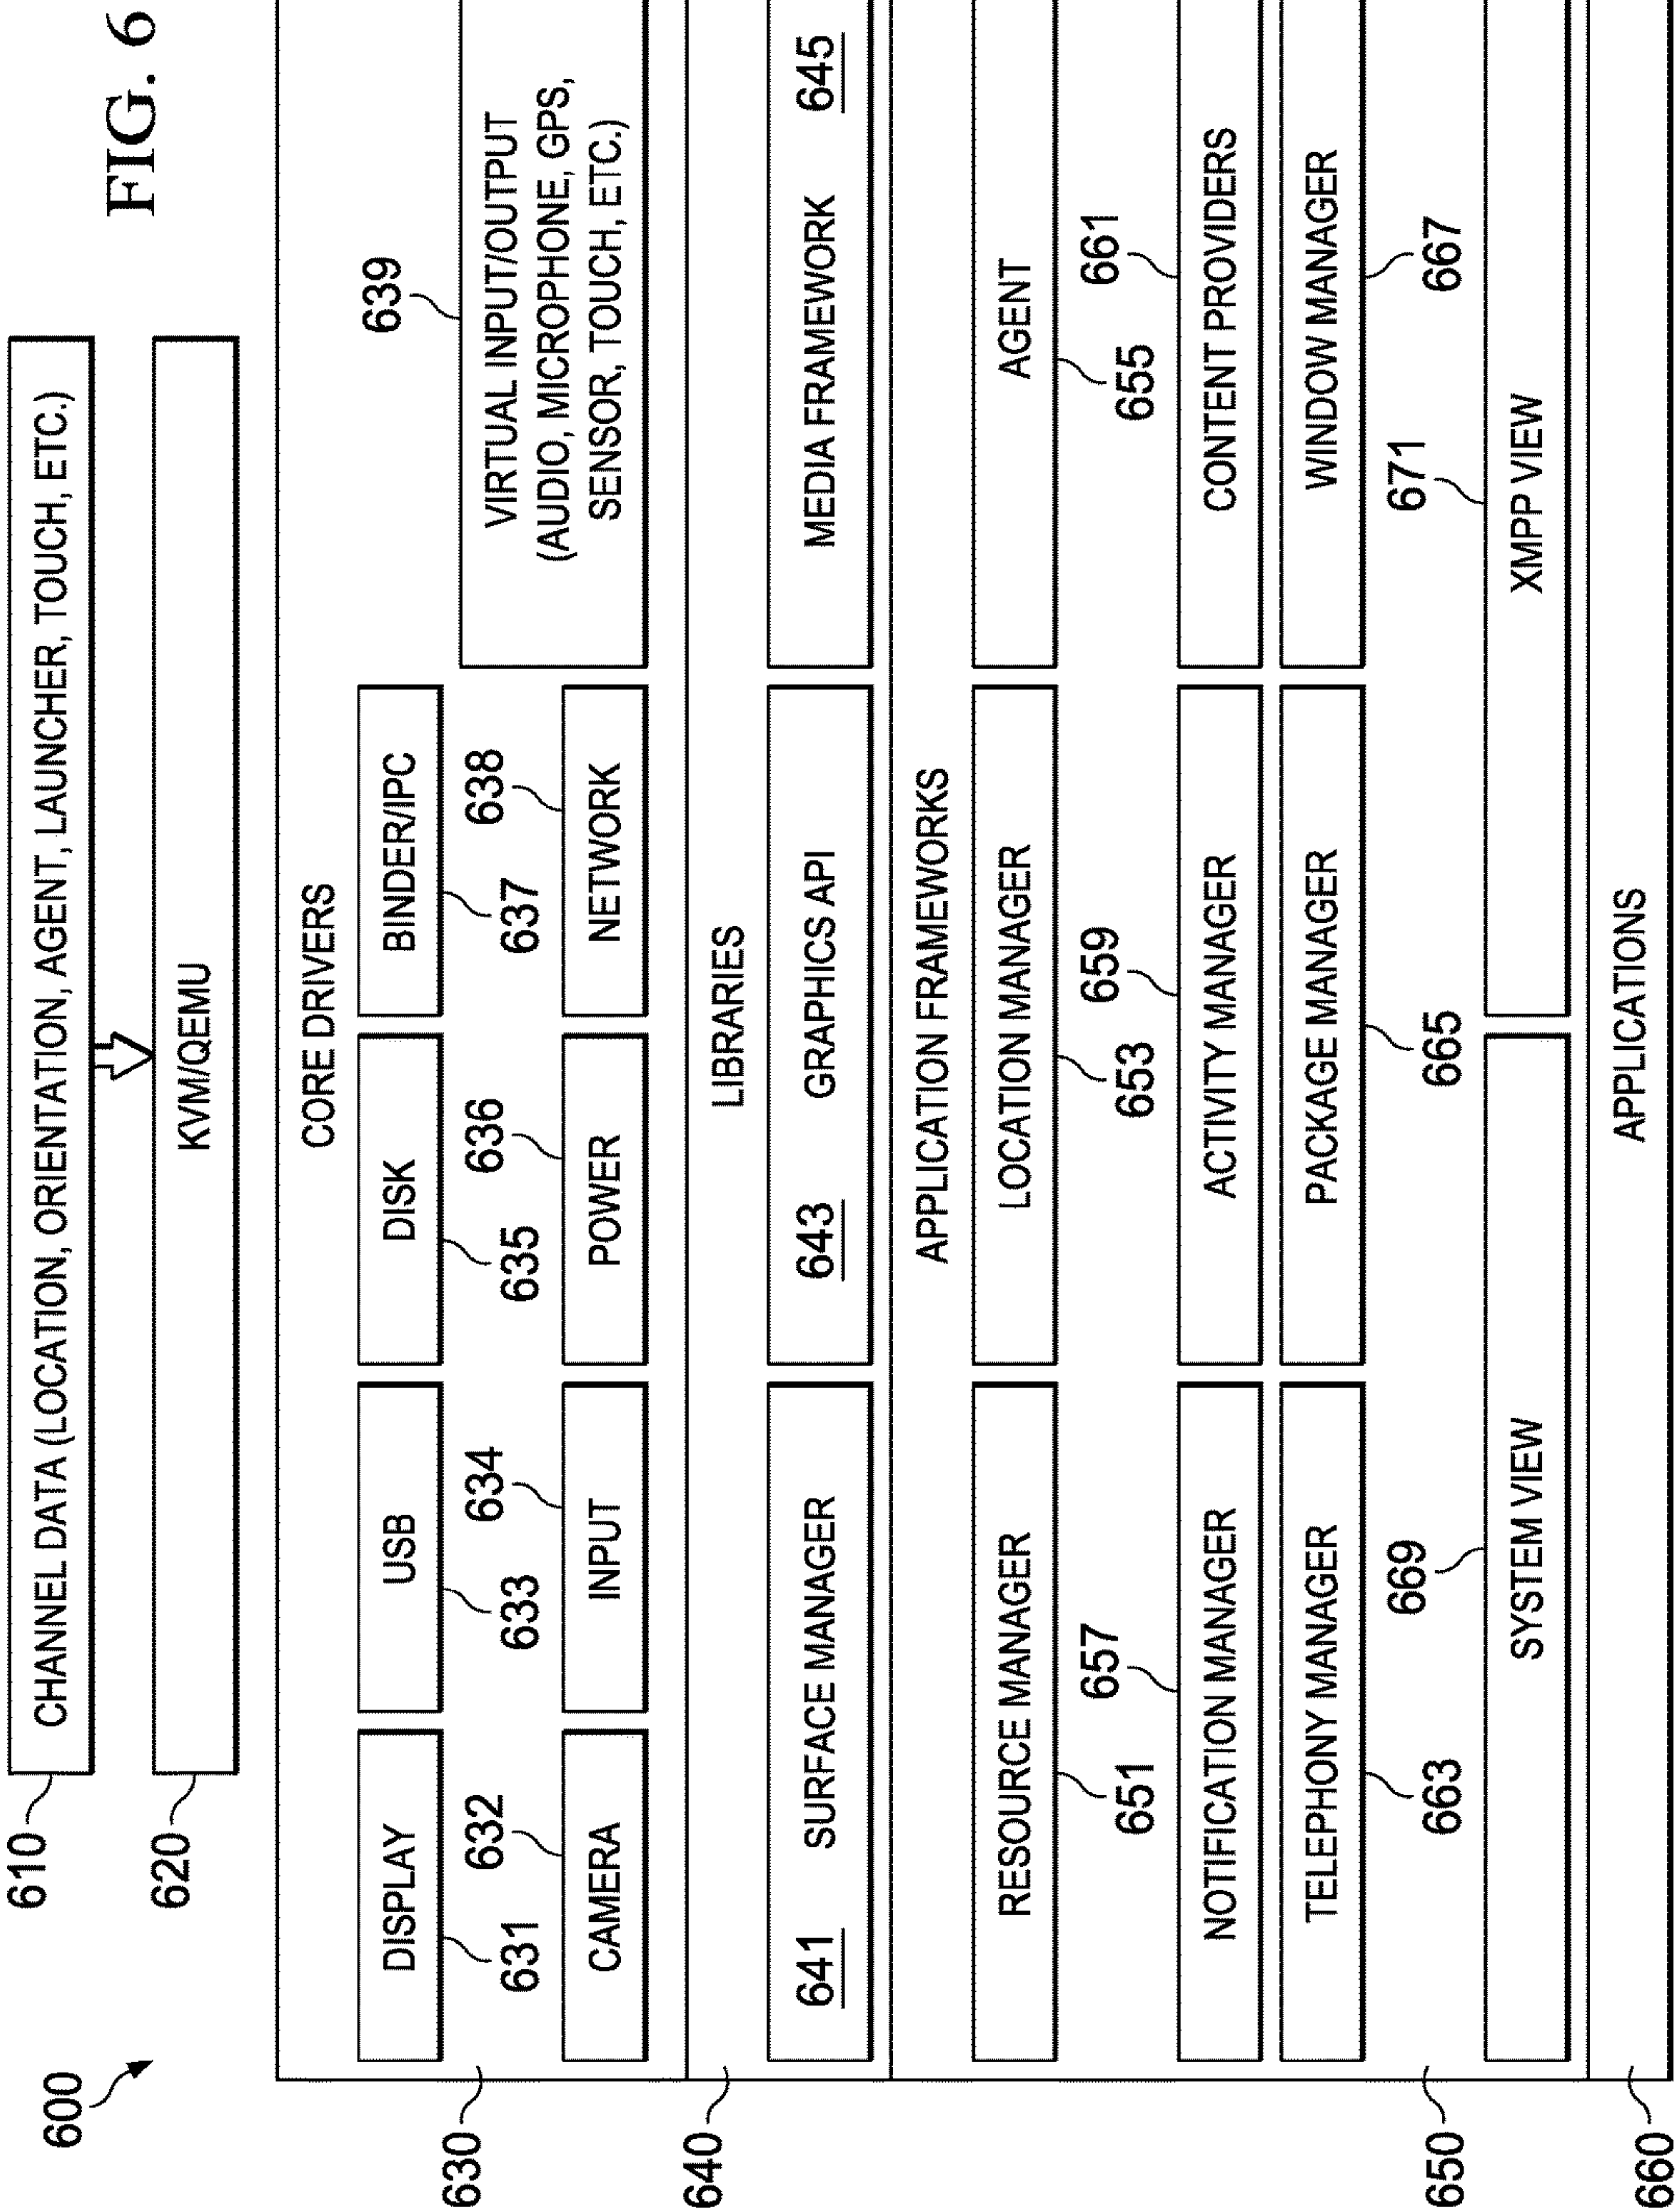 FIG. 6
600
610
CHANNEL DATA (LOCATION, ORIENTATION, AGENT, LAUNCHER, TOUCH, ETC.)
620
KVM/QEMU
630
CORE DRIVERS
639
DISPLAY
USB
DISK
BINDER/IPC
631
632
633
634
635
636
637
638
VIRTUAL INPUT/OUTPUT
(AUDIO, MICROPHONE, GPS,
SENSOR, TOUCH, ETC.)
CAMERA
INPUT
POWER
NETWORK
640
LIBRARIES
641
SURFACE MANAGER
643
GRAPHICS API
MEDIA FRAMEWORK
645
650
APPLICATION FRAMEWORKS
RESOURCE MANAGER
LOCATION MANAGER
AGENT
651
657
653
659
655
661
NOTIFICATION MANAGER
ACTIVITY MANAGER
CONTENT PROVIDERS
TELEPHONY MANAGER
PACKAGE MANAGER
WINDOW MANAGER
663
669
665
671
667
SYSTEM VIEW
XMPP VIEW
660
APPLICATIONS